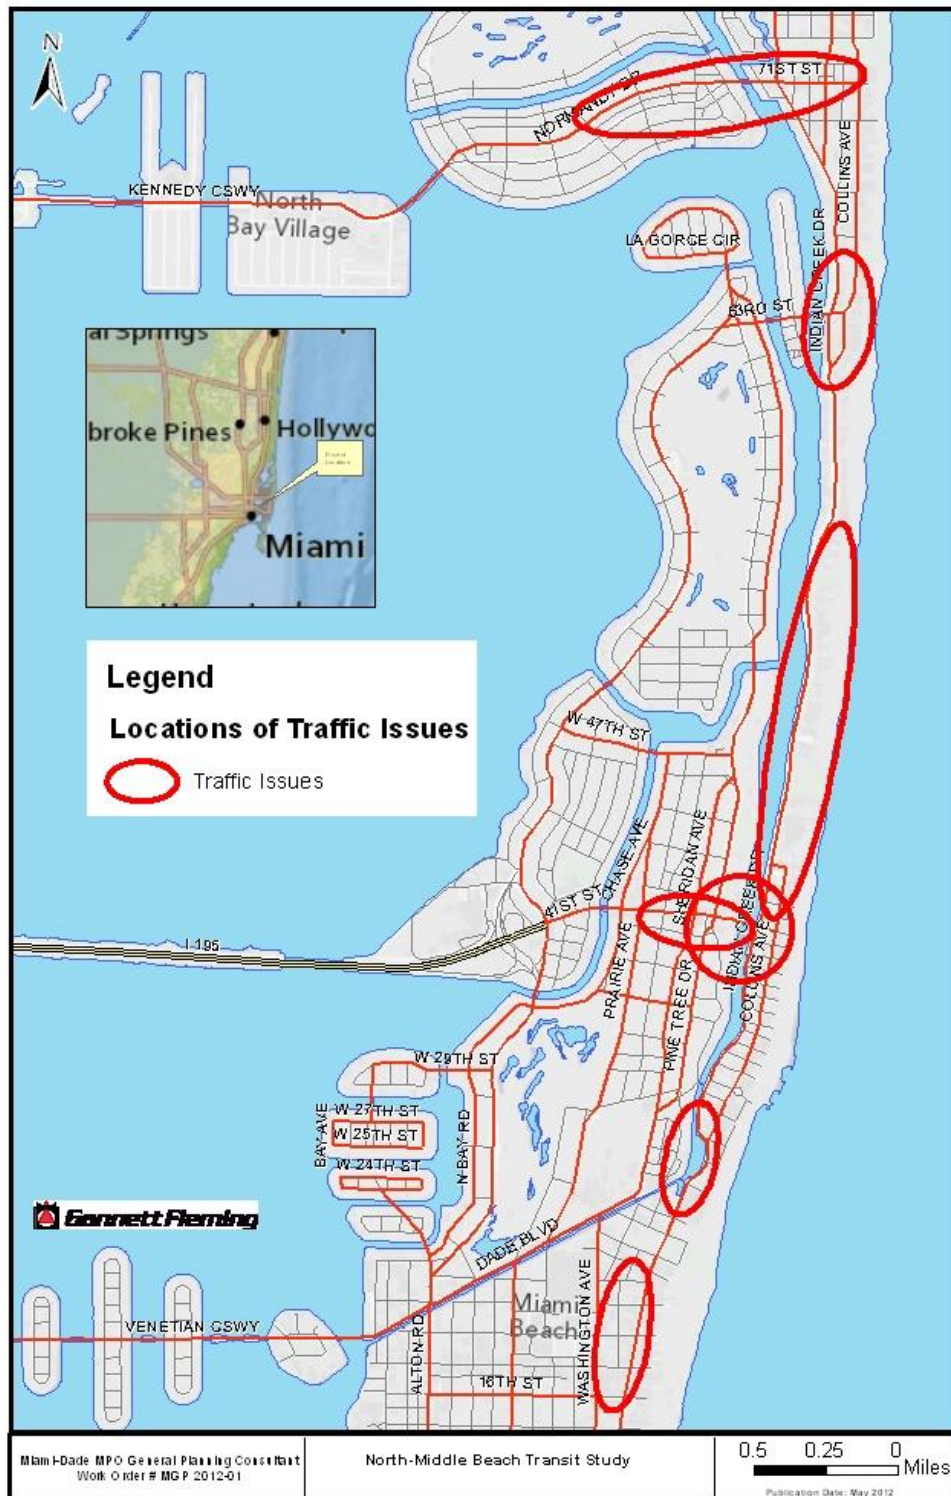 N
71ST ST
NORMANDY DR
COLLINS AVE
KENNEDY CSWY
North
Bay Village
LA GORCE CIR
INDIAN CREEK DR
63RD ST
al Springs
broke Pines
Hollywo
Miami
Legend
Locations of Traffic Issues
Traffic Issues
W 47TH ST
CHASE AVE
SHERIDAN AVE
41ST ST
INDIAN CREEK DR
COLLINS AVE
I-195
PRAIRIE AVE
PINE TREE DR
W 29TH ST
BAY AVE
W 27TH ST
W 25TH ST
W 24TH ST
N BAY RD
Gannett Fleming
DADE BLVD
WASHINGTON AVE
Miami
Beach
VENETIAN CSWY
ALTON RD
16TH ST
Miami-Dade MPO General Planning Consultant
Work Order # MGP 2012-01
North-Middle Beach Transit Study
0.5 0.25 0
Miles
Publication Date: May 2012